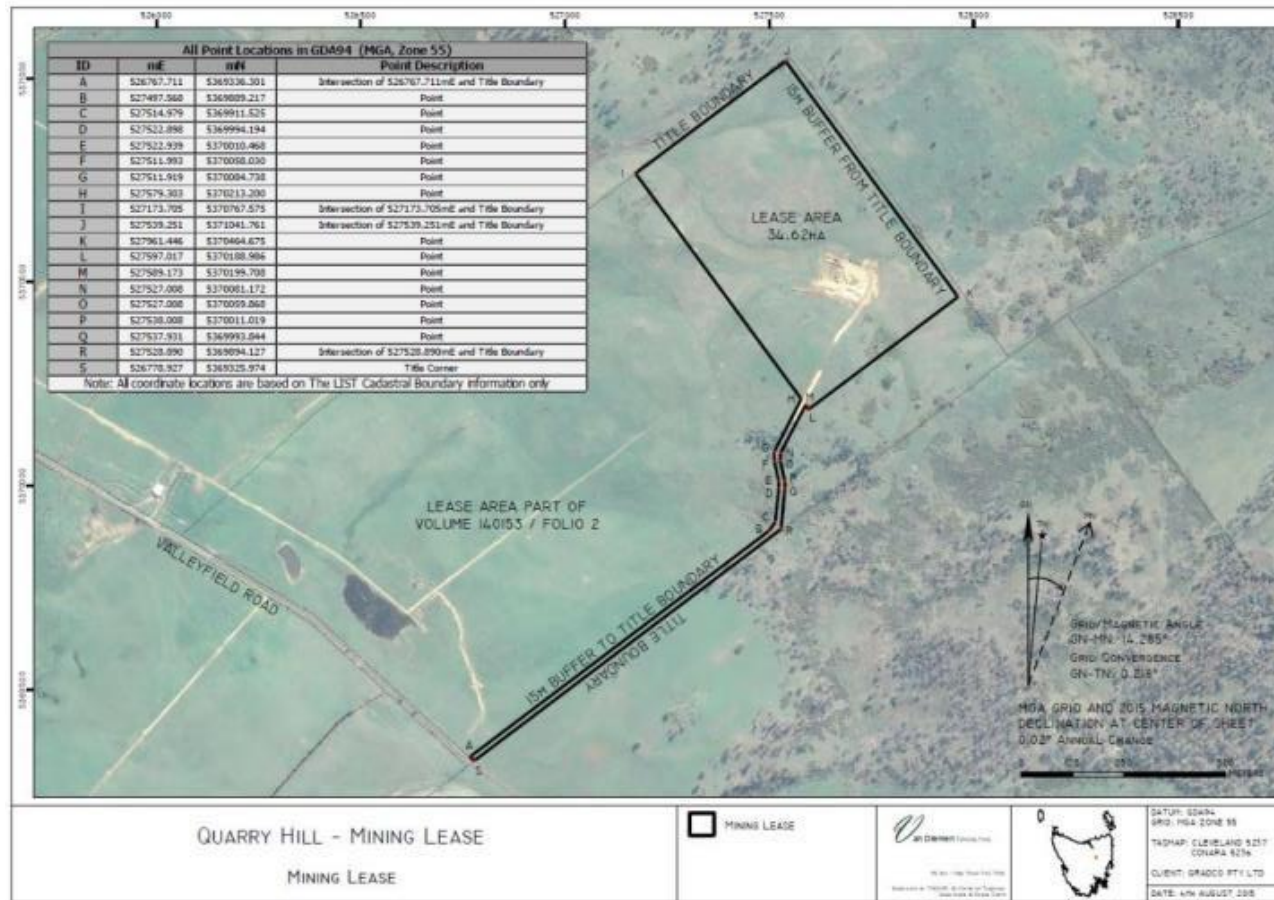 526000 526500 527000 527500 528000 528500
All Point Locations in GDA94 (MGA, Zone 55)
ID mE mN Point Description
A 526767.711 5369336.301 Intersection of 526767.711mE and Title Boundary
B 527497.568 5369889.217 Point
C 527514.979 5369911.525 Point
D 527522.898 5369994.194 Point
E 527522.939 5370010.468 Point
F 527511.993 5370058.030 Point
G 527511.919 5370084.738 Point
H 527579.303 5370213.200 Point
I 527173.705 5370767.575 Intersection of 527173.705mE and Title Boundary
J 527539.251 5371041.761 Intersection of 527539.251mE and Title Boundary
K 527961.446 5370464.675 Point
L 527597.017 5370188.986 Point
M 527589.173 5370199.708 Point
N 527527.008 5370081.172 Point
O 527527.008 5370059.868 Point
P 527538.008 5370011.019 Point
Q 527537.931 5369993.844 Point
R 527528.890 5369894.127 Intersection of 527528.890mE and Title Boundary
S 526778.927 5369325.974 Title Corner
Note: All coordinate locations are based on The LIST Cadastral Boundary information only
TITLE BOUNDARY
15M BUFFER FROM TITLE BOUNDARY
I
K
LEASE AREA
34.62HA
L
LEASE AREA PART OF
VOLUME 140153 / FOLIO 2
VALLEYFIELD ROAD
15M BUFFER TO TITLE BOUNDARY
TITLE BOUNDARY
A
S
GRID/MAGNETIC ANGLE
GN-MN: 14.285°
GRID CONVERGENCE
GN-TN: 0.218°
MGA GRID AND 2015 MAGNETIC NORTH
DECLINATION AT CENTER OF SHEET
0.02° ANNUAL CHANGE
METERS
QUARRY HILL - MINING LEASE
MINING LEASE
MINING LEASE
DATUM: GDA94
GRID: MGA ZONE 55
TASMAP: CLEVELAND 5237
CONARA 5236
CLIENT: GRADCO PTY LTD
DATE: 4TH AUGUST, 2015